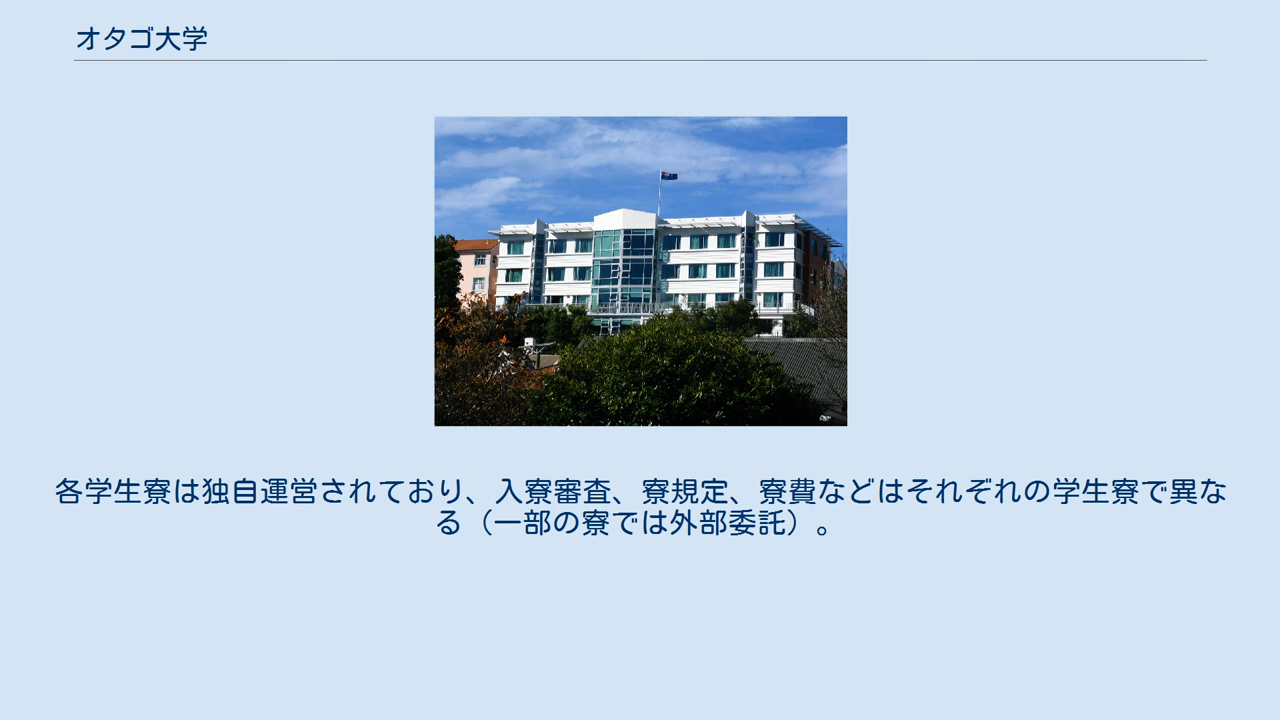 オタゴ大学
各学生寮は独自運営されており、入寮審査、寮規定、寮費などはそれぞれの学生寮で異な
る（一部の寮では外部委託）。